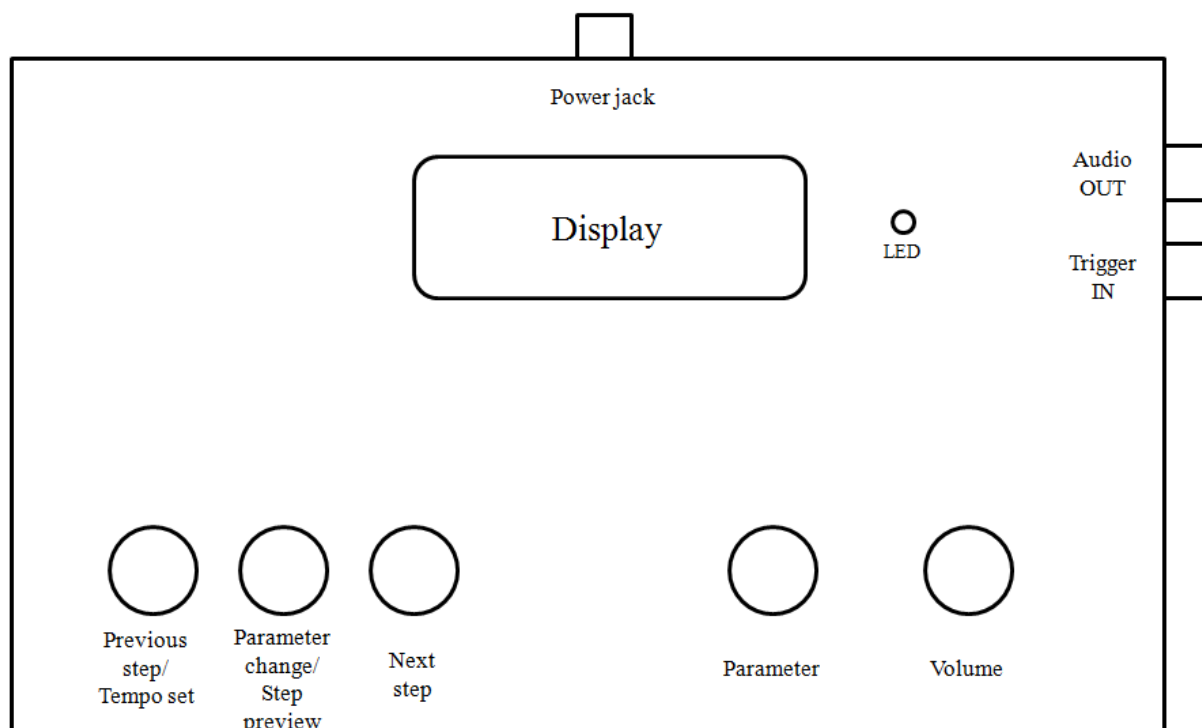 Power jack
Display
LED
Audio
OUT
Trigger
IN
Previous
step/
Tempo set
Parameter
change/
Step
preview
Next
step
Parameter
Volume